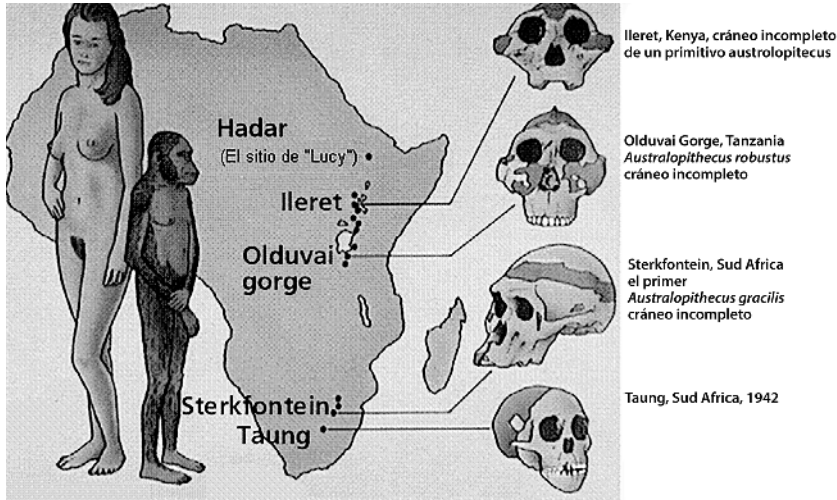 Ileret, Kenya, cráneo incompleto
de un primitivo austrolopitecus
Hadar
(El sitio de "Lucy")
Olduvai Gorge, Tanzania
Australopithecus robustus
cráneo incompleto
Ileret
Olduvai
gorge
Sterkfontein, Sud Africa
el primer
Australopithecus gracilis
cráneo incompleto
Sterkfontein
Taung
Taung, Sud Africa, 1942